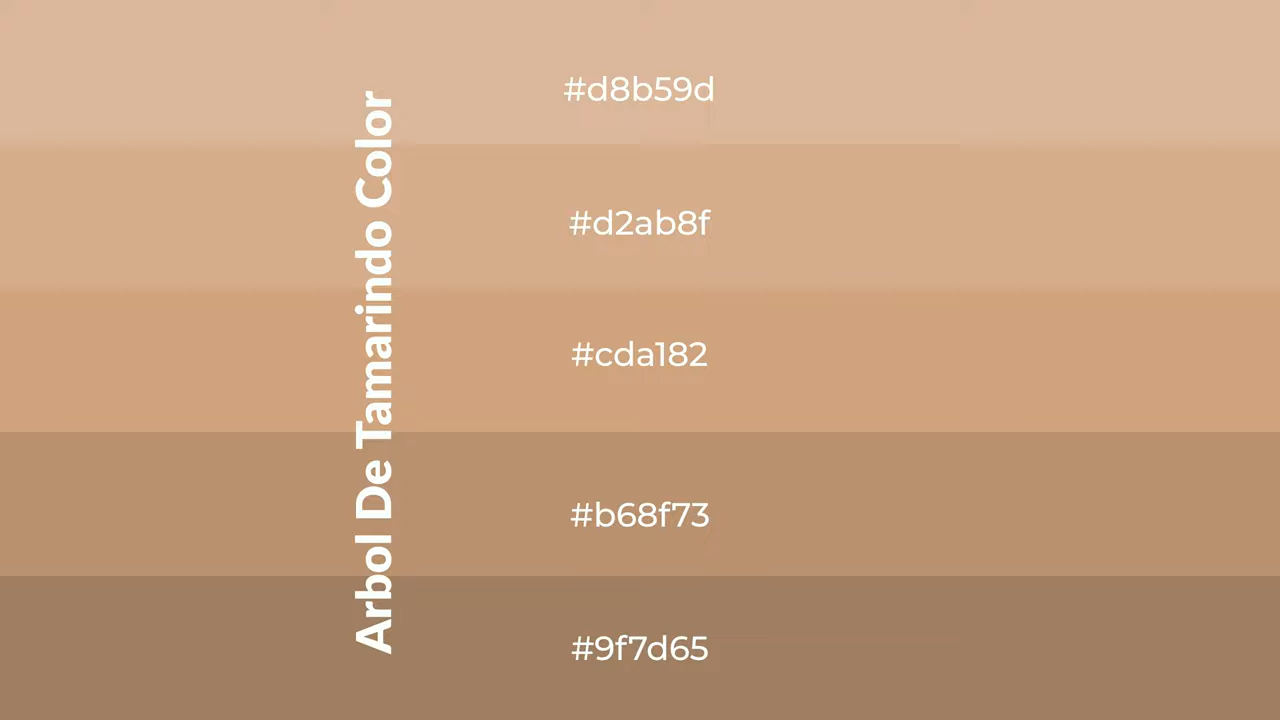 Arbol De Tamarindo Color
#d8b59d
#d2ab8f
#cda182
#b68f73
#9f7d65